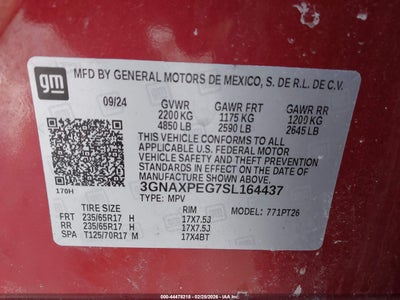 gm
MFD BY GENERAL MOTORS DE MEXICO, S. DE R.L. DE C.V.
09/24 GVWR GAWR FRT GAWR RR
2200 KG 1175 KG 1200 KG
4850 LB 2590 LB 2645 LB
THIS VEHICLE CONFORMS TO ALL APPLICABLE
U.S. FEDERAL MOTOR VEHICLE
SAFETY AND THEFT PREVENTION
STANDARDS IN EFFECT ON THE DATE OF
MANUFACTURE SHOWN ABOVE.
170H
3GNAXPEG7SL164437
TYPE: MPV
TIRE SIZE RIM MODEL: 771PT26
FRT 235/65R17 H 17X7.5J
RR 235/65R17 H 17X7.5J
SPA T125/70R17 M 17X4BT
000-44478218 - 02/25/2026 - IAAI